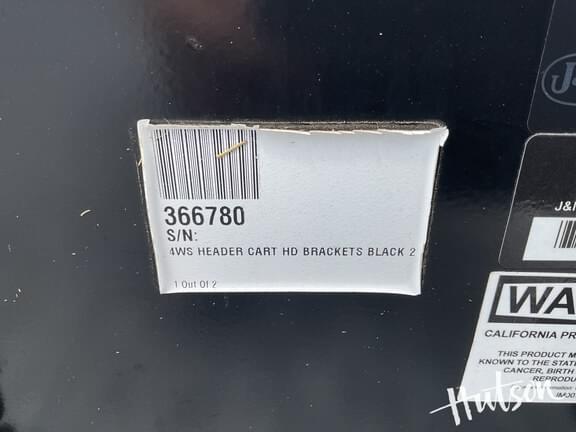 366780
S/N:
4WS HEADER CART HD BRACKETS BLACK 2
1 Out Of 2
J&
WA
CALIFORNIA PR
THIS PRODUCT M
KNOWN TO THE STAT
CANCER, BIRTH
REPRODU
Hutson